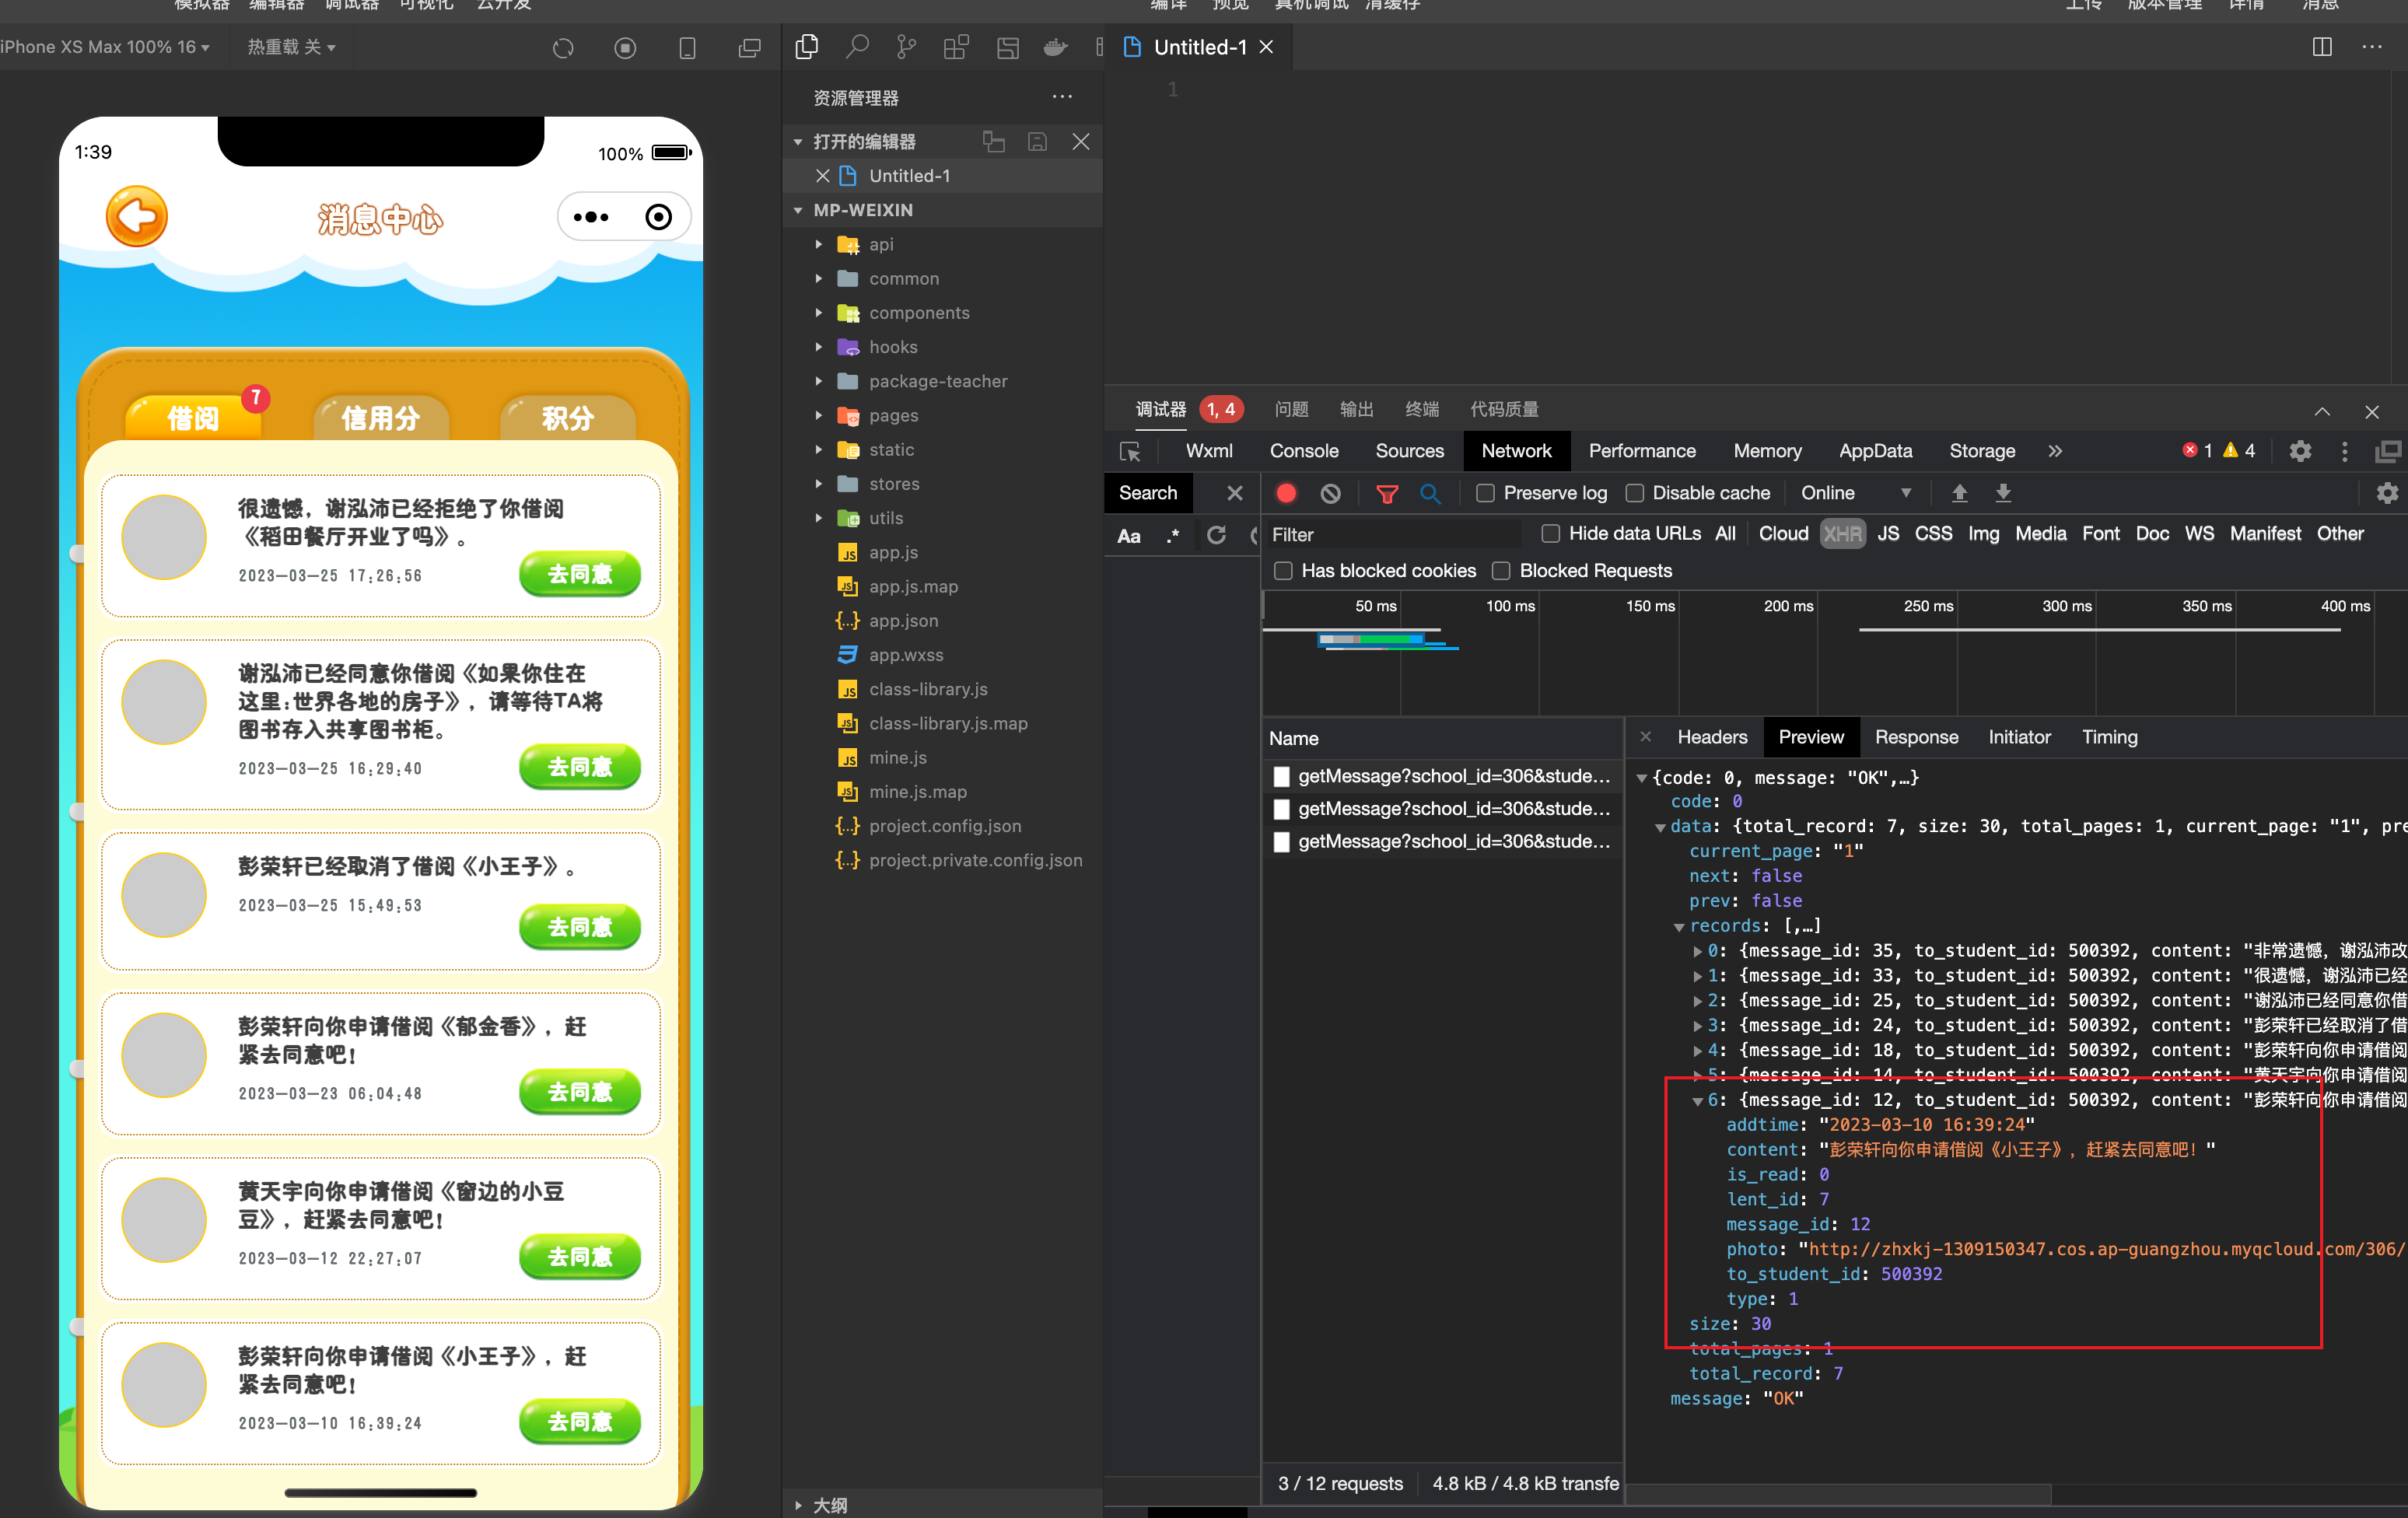 模拟器 编辑器 调试器 可视化 云开发
编译 预览 真机调试 清缓存
上传 版本管理 详情 消息
iPhone XS Max 100% 16
热重载 关
Untitled-1
1
1:39
100%
消息中心
7
借阅
信用分
积分
很遗憾，谢泓沛已经拒绝了你借阅
《稻田餐厅开业了吗》。
2023-03-25 17:26:56
去同意
谢泓沛已经同意你借阅《如果你住在
这里:世界各地的房子》，请等待TA将
图书存入共享图书柜。
2023-03-25 16:29:40
去同意
彭荣轩已经取消了借阅《小王子》。
2023-03-25 15:49:53
去同意
彭荣轩向你申请借阅《郁金香》，赶
紧去同意吧！
2023-03-23 06:04:48
去同意
黄天宇向你申请借阅《窗边的小豆
豆》，赶紧去同意吧！
2023-03-12 22:27:07
去同意
彭荣轩向你申请借阅《小王子》，赶
紧去同意吧！
2023-03-10 16:39:24
去同意
资源管理器
打开的编辑器
Untitled-1
MP-WEIXIN
api
common
components
hooks
package-teacher
pages
static
stores
utils
app.js
app.js.map
app.json
app.wxss
class-library.js
class-library.js.map
mine.js
mine.js.map
project.config.json
project.private.config.json
大纲
调试器 1, 4 问题 输出 终端 代码质量
Wxml Console Sources Network Performance Memory AppData Storage 1 4
Search
Aa .*
Preserve log Disable cache Online
Filter Hide data URLs All Cloud XHR JS CSS Img Media Font Doc WS Manifest Other
Has blocked cookies Blocked Requests
50 ms 100 ms 150 ms 200 ms 250 ms 300 ms 350 ms 400 ms
Name
getMessage?school_id=306&stude…
getMessage?school_id=306&stude…
getMessage?school_id=306&stude…
3 / 12 requests 4.8 kB / 4.8 kB transfe
Headers Preview Response Initiator Timing
{code: 0, message: "OK",…}
code: 0
data: {total_record: 7, size: 30, total_pages: 1, current_page: "1", pre
current_page: "1"
next: false
prev: false
records: [,…]
0: {message_id: 35, to_student_id: 500392, content: "非常遗憾，谢泓沛改
1: {message_id: 33, to_student_id: 500392, content: "很遗憾，谢泓沛已经
2: {message_id: 25, to_student_id: 500392, content: "谢泓沛已经同意你借
3: {message_id: 24, to_student_id: 500392, content: "彭荣轩已经取消了借
4: {message_id: 18, to_student_id: 500392, content: "彭荣轩向你申请借阅
5: {message_id: 14, to_student_id: 500392, content: "黄天宇向你申请借阅
6: {message_id: 12, to_student_id: 500392, content: "彭荣轩向你申请借阅
addtime: "2023-03-10 16:39:24"
content: "彭荣轩向你申请借阅《小王子》，赶紧去同意吧！"
is_read: 0
lent_id: 7
message_id: 12
photo: "http://zhxkj-1309150347.cos.ap-guangzhou.myqcloud.com/306/
to_student_id: 500392
type: 1
size: 30
total_pages: 1
total_record: 7
message: "OK"